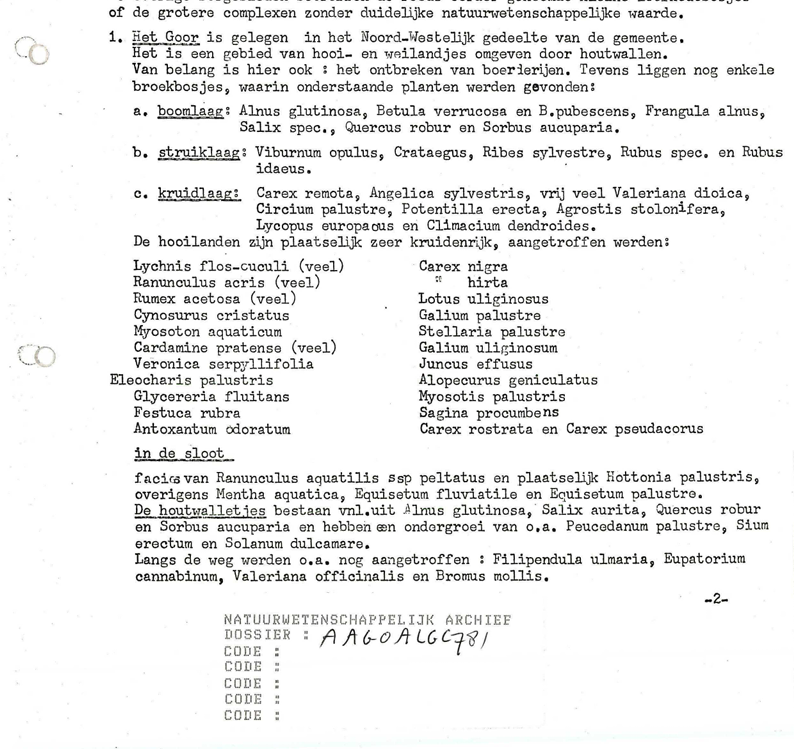 of de grotere complexen zonder duidelijke natuurwetenschappelijke waarde.
1. Het Goor is gelegen in het Noord-Westelijk gedeelte van de gemeente.
Het is een gebied van hooi- en weilandjes omgeven door houtwallen.
Van belang is hier ook : het ontbreken van boerierijen. Tevens liggen nog enkele
broekbosjes, waarin onderstaande planten werden gevonden:
a. boomlaag: Alnus glutinosa, Betula verrucosa en B.pubescens, Frangula alnus,
Salix spec., Quercus robur en Sorbus aucuparia.
b. struiklaag: Viburnum opulus, Crataegus, Ribes sylvestre, Rubus spec. en Rubus
idaeus.
c. kruidlaag: Carex remota, Angelica sylvestris, vrij veel Valeriana dioica,
Circium palustre, Potentilla erecta, Agrostis stolonifera,
Lycopus europaeus en Climacium dendroides.
De hooilanden zijn plaatselijk zeer kruidenrijk, aangetroffen werden:
Lychnis flos-cuculi (veel) Carex nigra
Ranunculus acris (veel) " hirta
Rumex acetosa (veel) Lotus uliginosus
Cynosurus cristatus Galium palustre
Myosoton aquaticum Stellaria palustre
Cardamine pratense (veel) Galium uliginosum
Veronica serpyllifolia Juncus effusus
Eleocharis palustris Alopecurus geniculatus
Glycereria fluitans Myosotis palustris
Festuca rubra Sagina procumbens
Antoxantum odoratum Carex rostrata en Carex pseudacorus
in de sloot
facies van Ranunculus aquatilis ssp peltatus en plaatselijk Hottonia palustris,
overigens Mentha aquatica, Equisetum fluviatile en Equisetum palustre.
De houtwalletjes bestaan vnl.uit Alnus glutinosa, Salix aurita, Quercus robur
en Sorbus aucuparia en hebben een ondergroei van o.a. Peucedanum palustre, Sium
erectum en Solanum dulcamare.
Langs de weg werden o.a. nog aangetroffen : Filipendula ulmaria, Eupatorium
cannabinum, Valeriana officinalis en Bromus mollis.
-2-
NATUURWETENSCHAPPELIJK ARCHIEF
DOSSIER : AAGOALGC781
CODE :
CODE :
CODE :
CODE :
CODE :